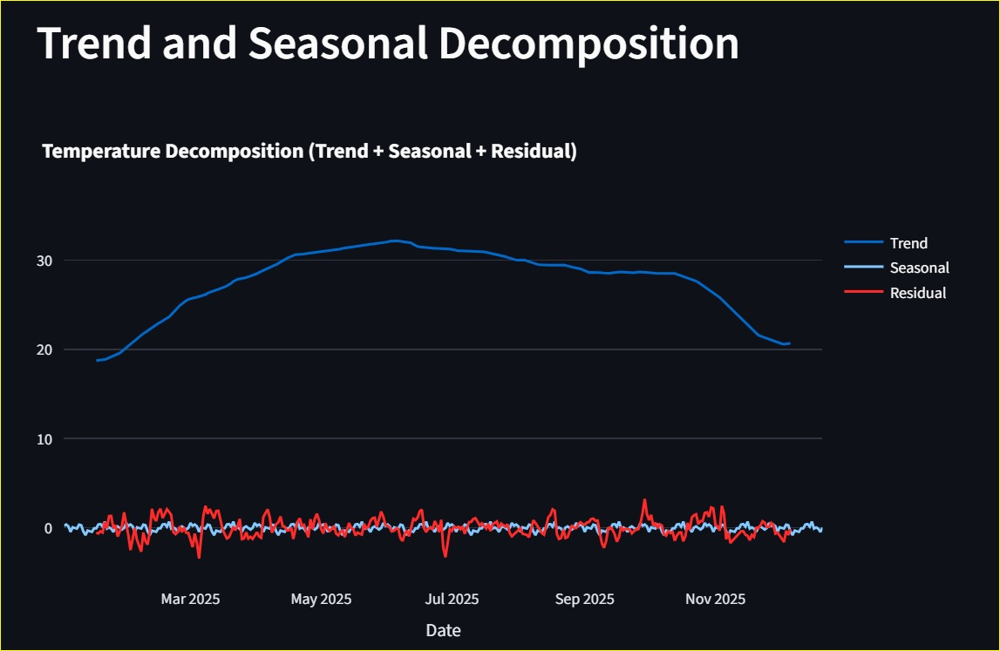 Trend and Seasonal Decomposition
Temperature Decomposition (Trend + Seasonal + Residual)
Trend
Seasonal
Residual
30
20
10
0
Mar 2025
May 2025
Jul 2025
Sep 2025
Nov 2025
Date